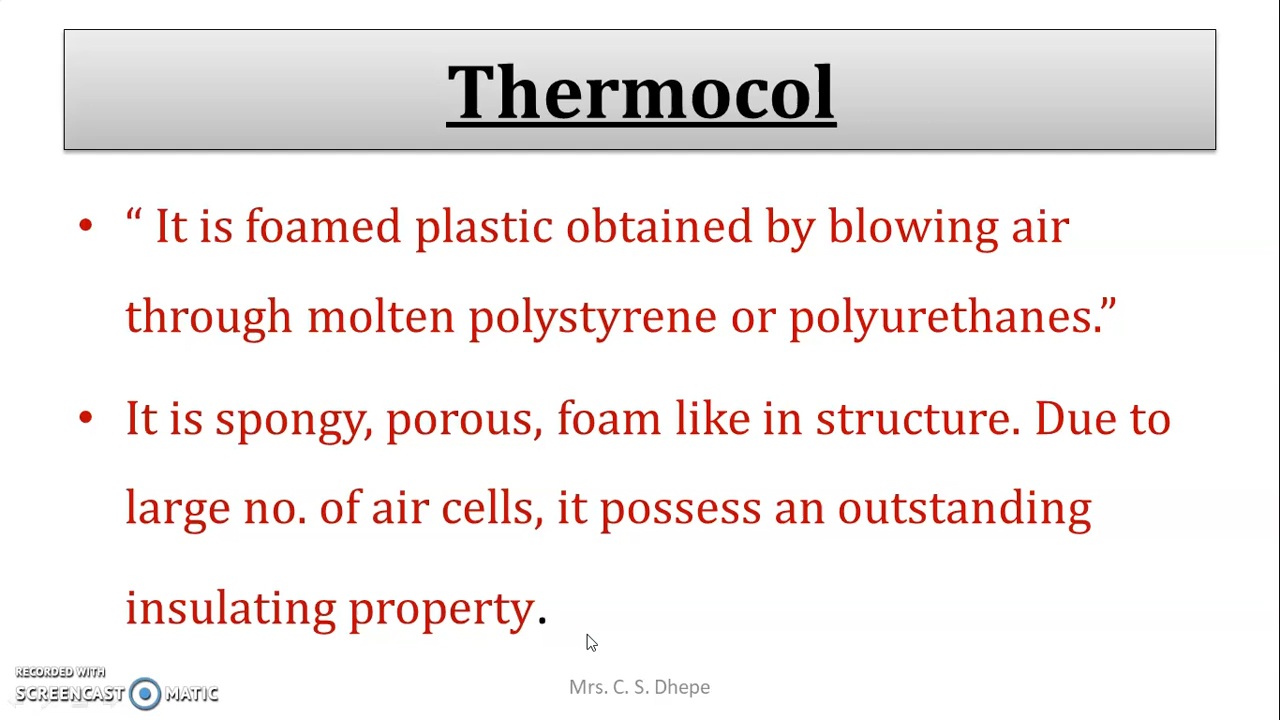 Thermocol
• “ It is foamed plastic obtained by blowing air
through molten polystyrene or polyurethanes.”
• It is spongy, porous, foam like in structure. Due to
large no. of air cells, it possess an outstanding
insulating property.
RECORDED WITH
SCREENCAST MATIC
Mrs. C. S. Dhepe